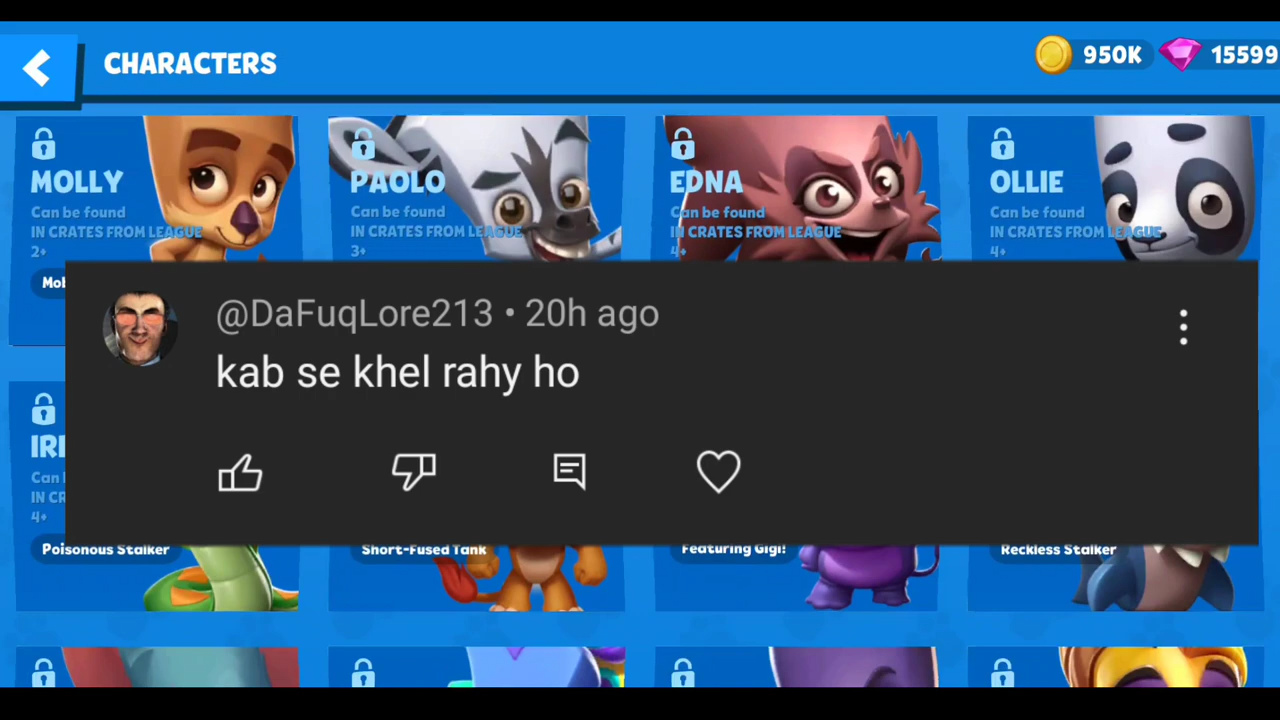 CHARACTERS
950K
15599
MOLLY
Can be found
IN CRATES FROM LEAGUE
2+
PAOLO
Can be found
IN CRATES FROM LEAGUE
3+
EDNA
Can be found
IN CRATES FROM LEAGUE
4+
OLLIE
Can be found
IN CRATES FROM LEAGUE
4+
@DaFuqLore213 • 20h ago
kab se khel rahy ho
4+
Poisonous Stalker
Short-Fused Tank
Featuring Gigi!
Reckless Stalker